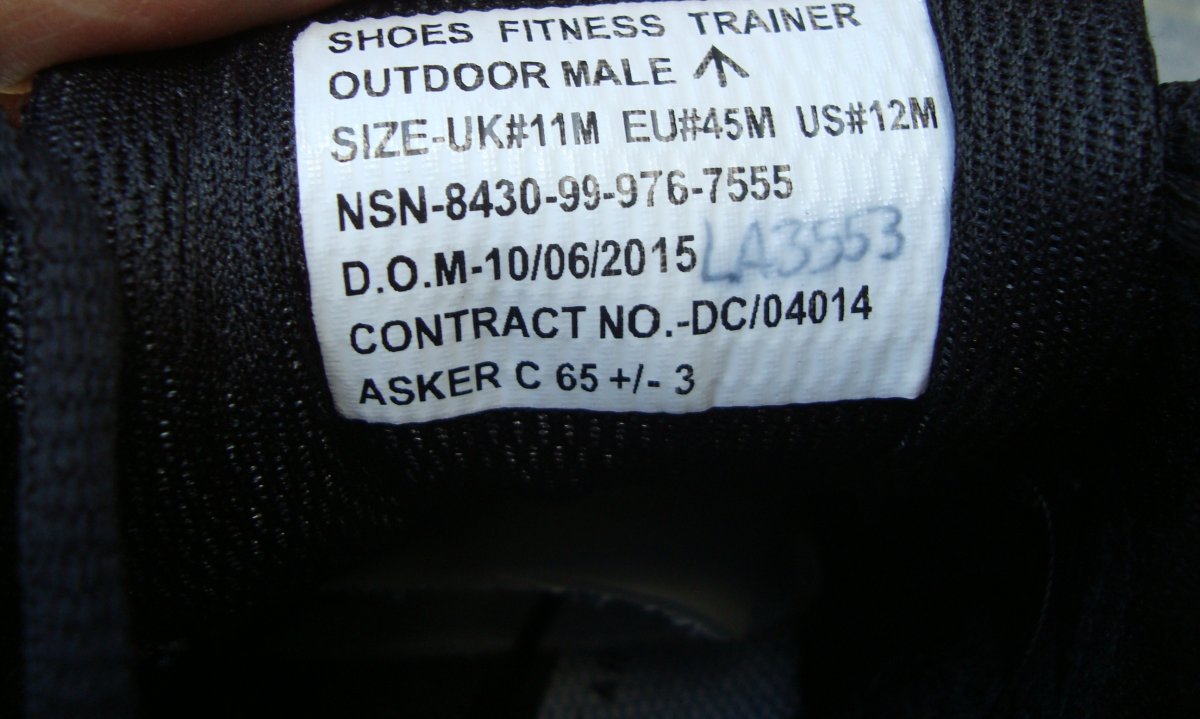 SHOES FITNESS TRAINER
OUTDOOR MALE
SIZE-UK#11M EU#45M US#12M
NSN-8430-99-976-7555
D.O.M-10/06/2015 LA3553
CONTRACT NO.-DC/04014
ASKER C 65 +/- 3